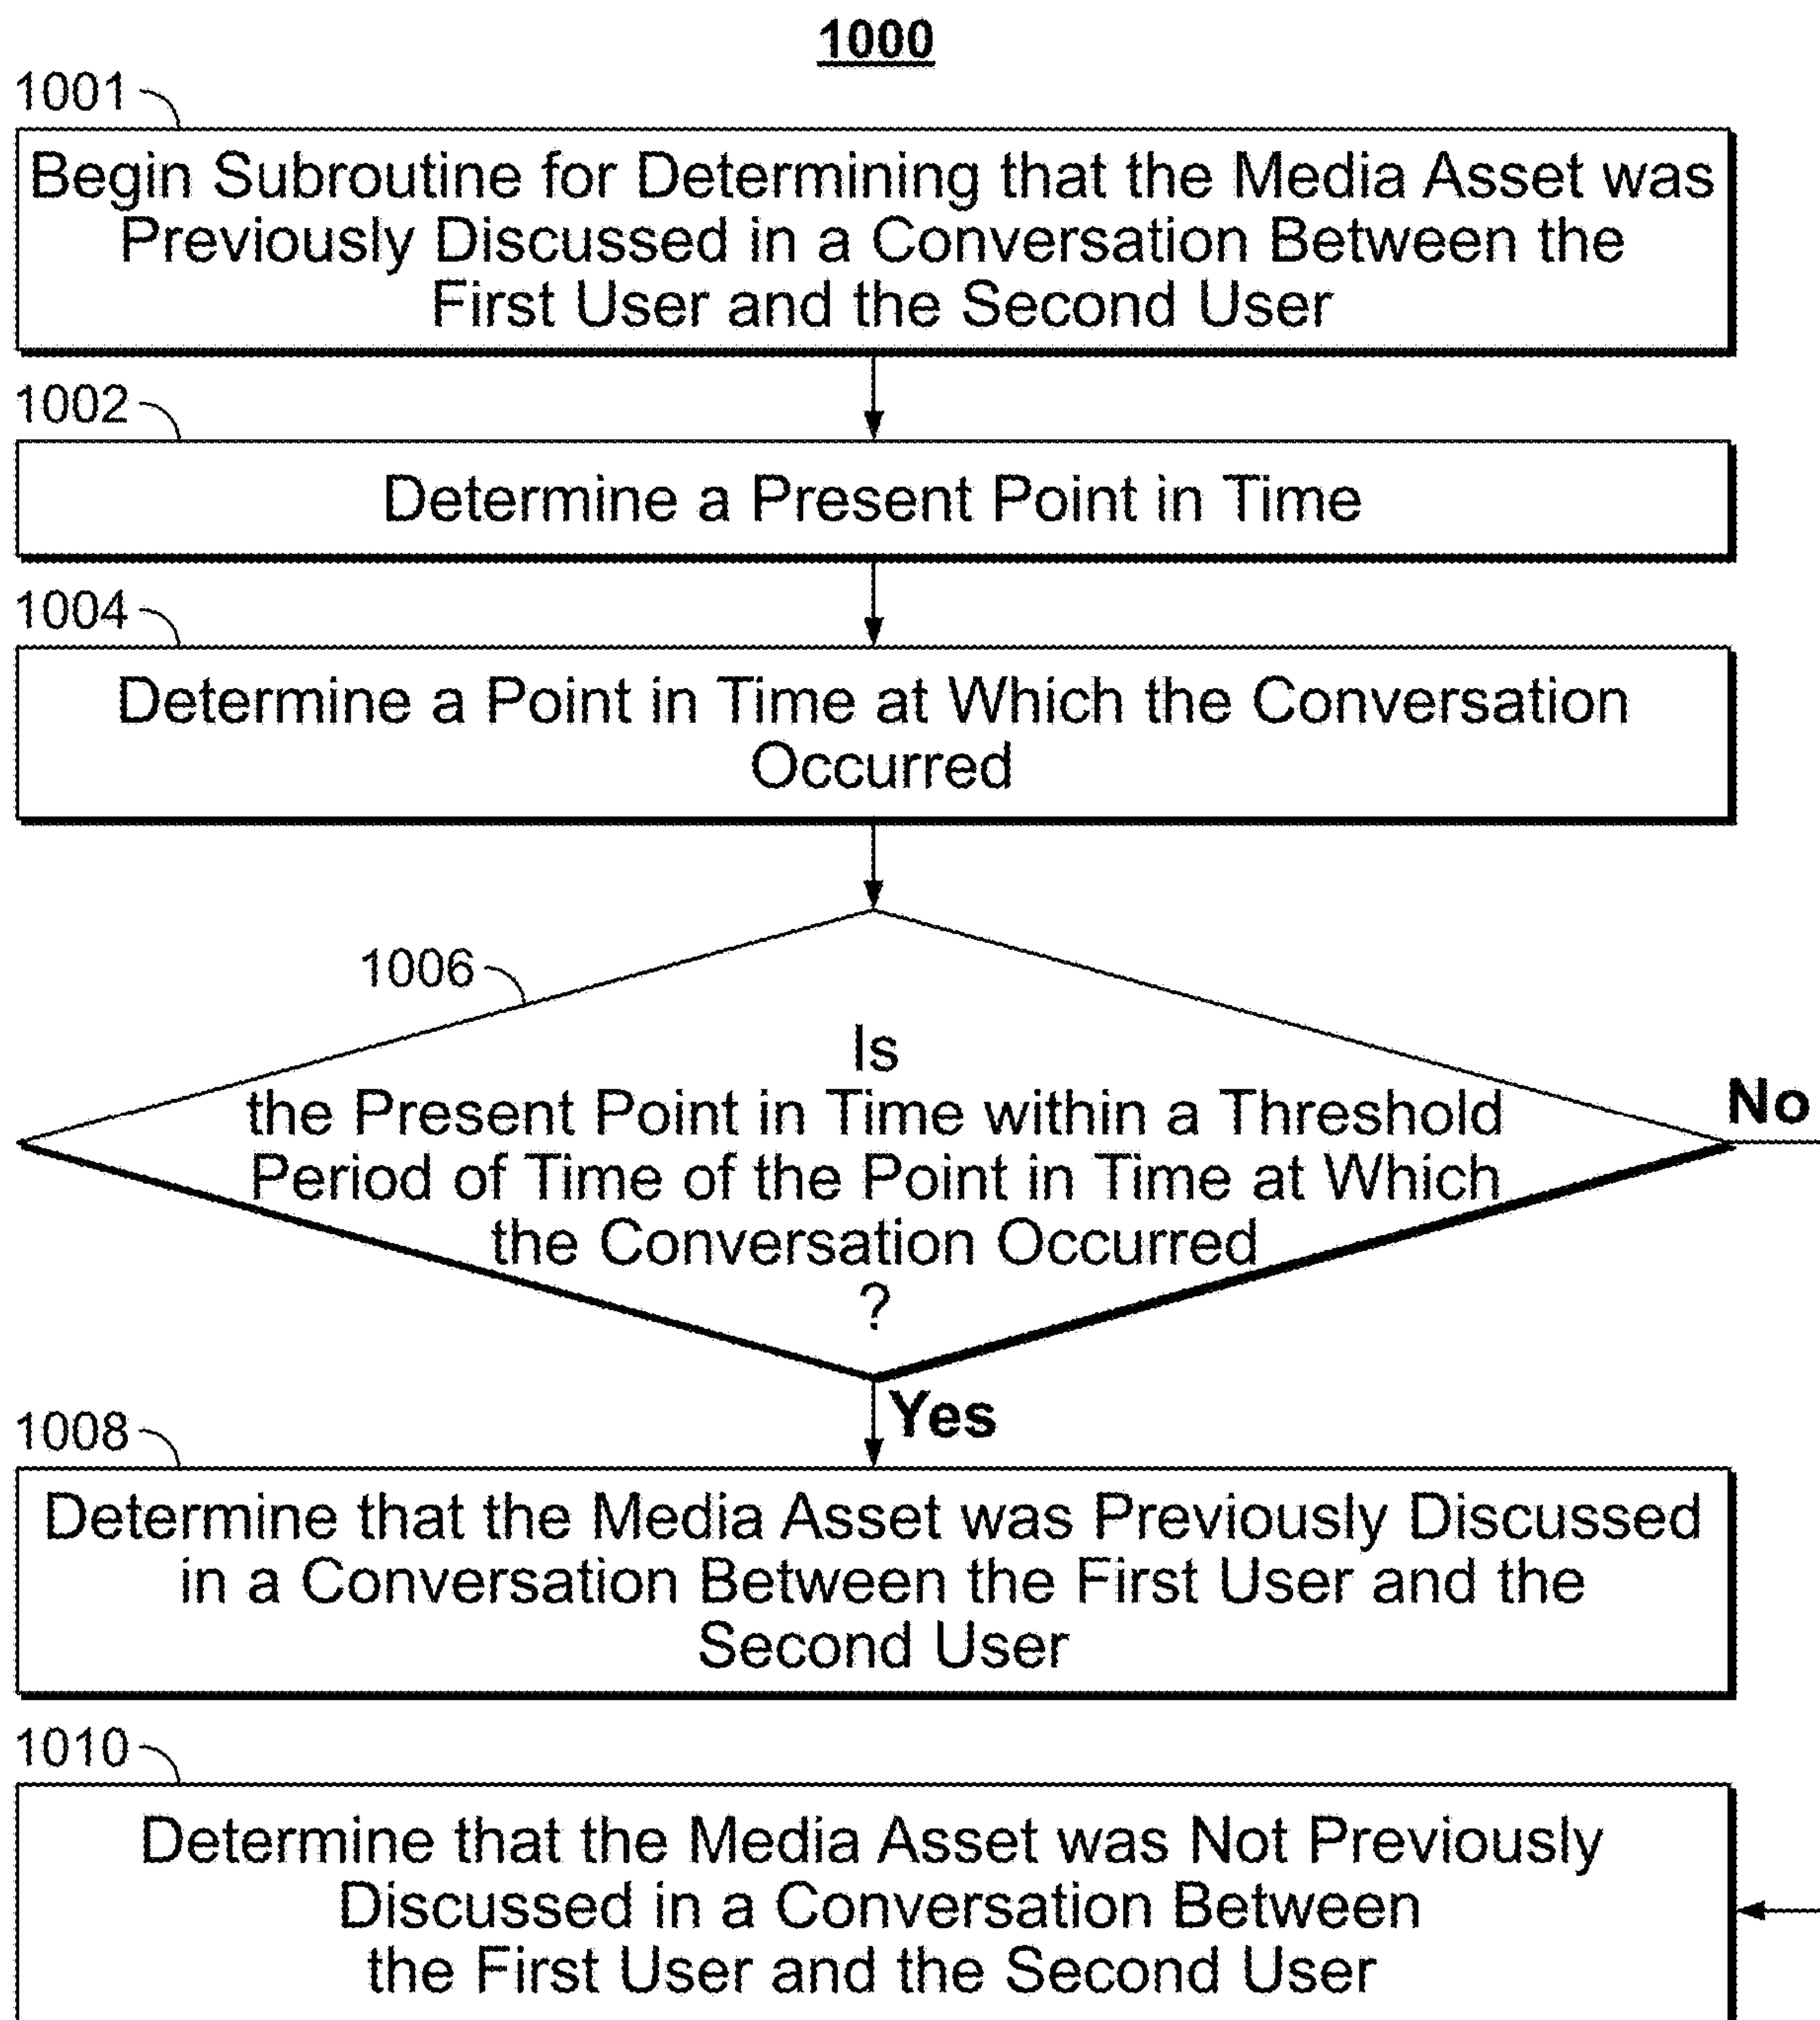 1000
1001
Begin Subroutine for Determining that the Media Asset was
Previously Discussed in a Conversation Between the
First User and the Second User
1002
Determine a Present Point in Time
1004
Determine a Point in Time at Which the Conversation
Occurred
1006
Is
the Present Point in Time within a Threshold
Period of Time of the Point in Time at Which
the Conversation Occurred
?
No
Yes
1008
Determine that the Media Asset was Previously Discussed
in a Conversation Between the First User and the
Second User
1010
Determine that the Media Asset was Not Previously
Discussed in a Conversation Between
the First User and the Second User